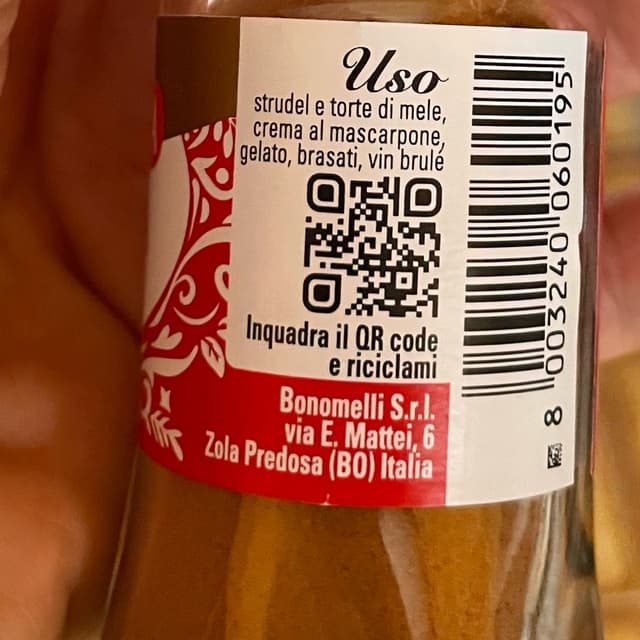 Uso
strudel e torte di mele,
crema al mascarpone,
gelato, brasati, vin brulé
Inquadra il QR code
e riciclami
Bonomelli S.r.l.
via E. Mattei, 6
Zola Predosa (BO) Italia
8 003240 060195